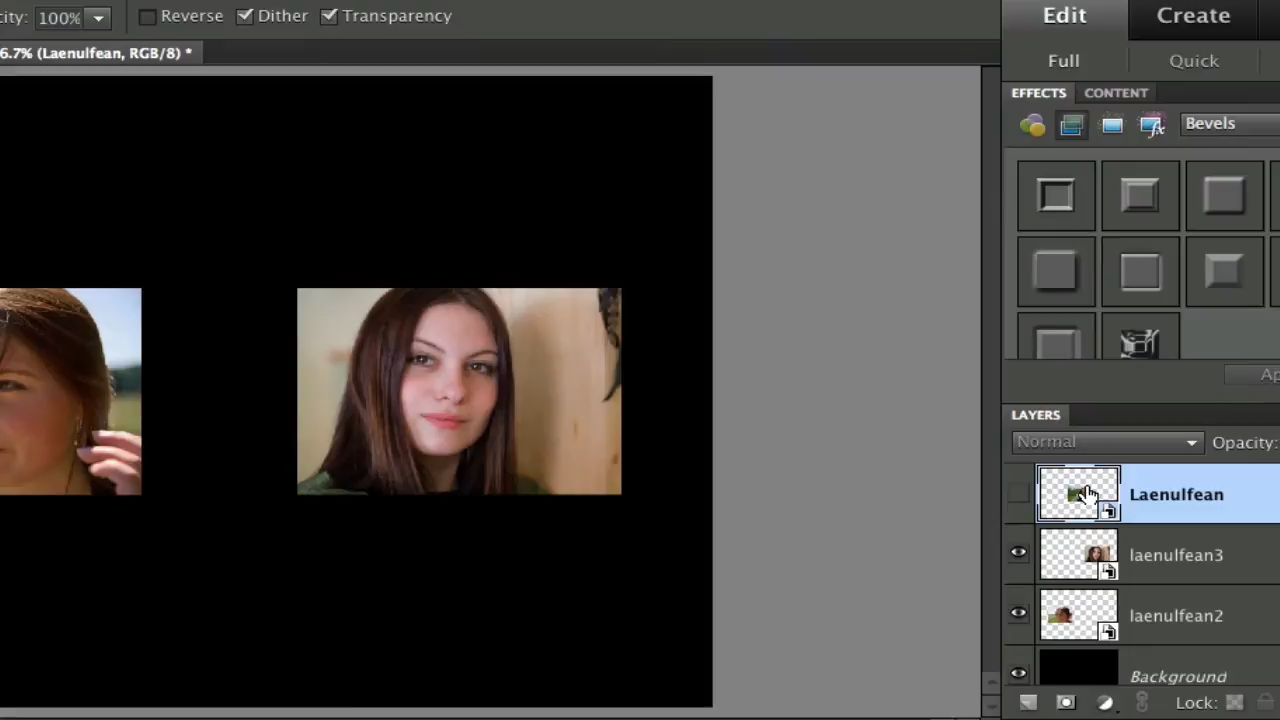 city: 100% Reverse Dither Transparency
6.7% (Laenulfean, RGB/8) *
Edit Create
Full Quick
EFFECTS CONTENT
Bevels
Ap
LAYERS
Normal Opacity:
Laenulfean
laenulfean3
laenulfean2
Background
Lock: